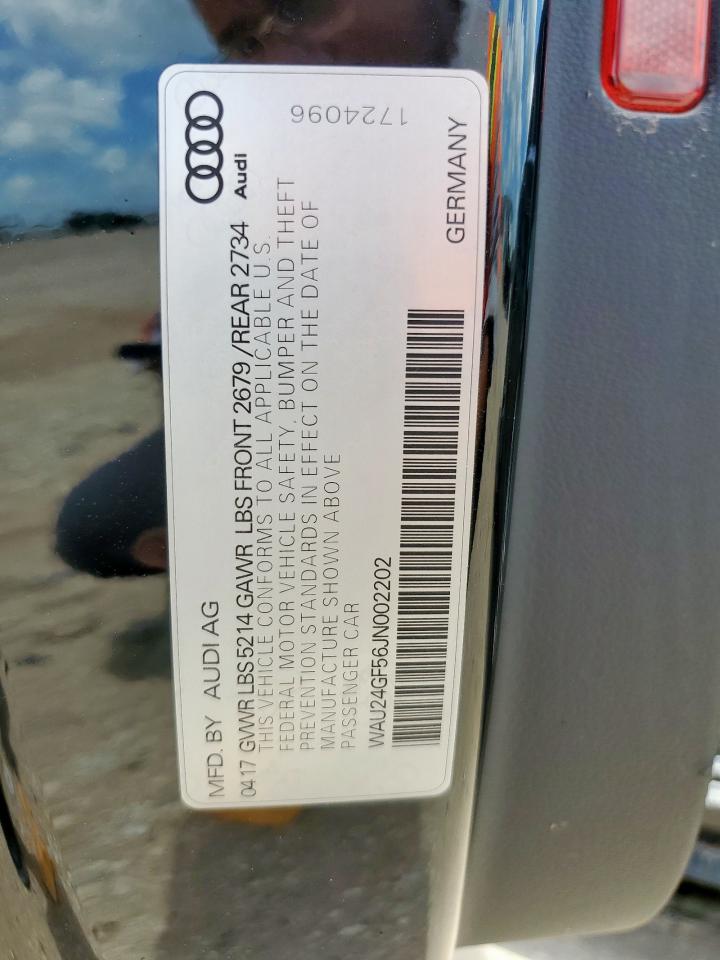 MFD. BY AUDI AG
0417 GVWR LBS 5214 GAWR LBS FRONT 2679 /REAR 2734
THIS VEHICLE CONFORMS TO ALL APPLICABLE U.S.
FEDERAL MOTOR VEHICLE SAFETY, BUMPER AND THEFT
PREVENTION STANDARDS IN EFFECT ON THE DATE OF
MANUFACTURE SHOWN ABOVE
PASSENGER CAR
WAU24GF56JN002202
Audi
1724096
GERMANY